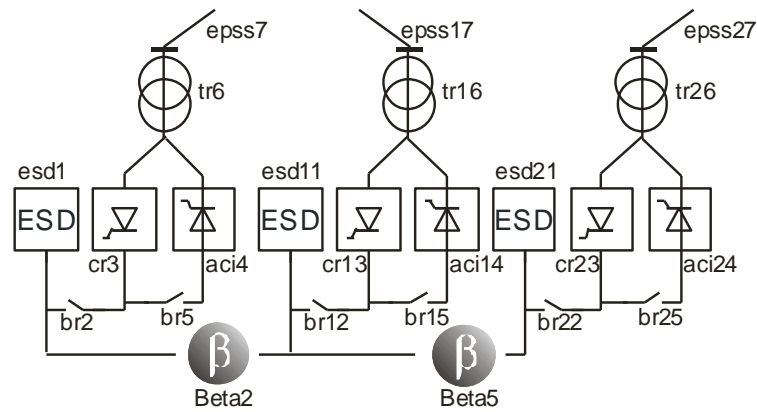 epss7 epss17 epss27
tr6 tr16 tr26
esd1 esd11 esd21
ESD ESD ESD
cr3 aci4 cr13 aci14 cr23 aci24
br2 br5 br12 br15 br22 br25
β β
Beta2 Beta5